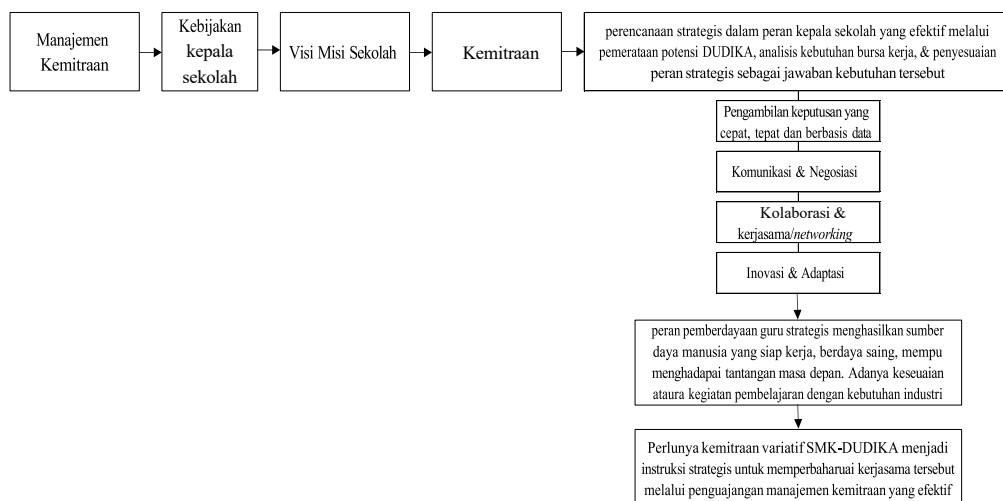 Manajemen
Kemitraan
Kebijakan
kepala
sekolah
Visi Misi Sekolah
Kemitraan
perencanaan strategis dalam peran kepala sekolah yang efektif melalui
pemerataan potensi DUDIKA, analisis kebutuhan bursa kerja, & penyesuaian
peran strategis sebagai jawaban kebutuhan tersebut
Pengambilan keputusan yang
cepat, tepat dan berbasis data
Komunikasi & Negosiasi
Kolaborasi &
kerjasama/networking
Inovasi & Adaptasi
peran pemberdayaan guru strategis menghasilkan sumber
daya manusia yang siap kerja, berdaya saing, mempu
menghadapai tantangan masa depan. Adanya keseuaian
ataura kegiatan pembelajaran dengan kebutuhan industri
Perlunya kemitraan variatif SMK-DUDIKA menjadi
instruksi strategis untuk memperbaharuai kerjasama tersebut
melalui penguajangan manajemen kemitraan yang efektif